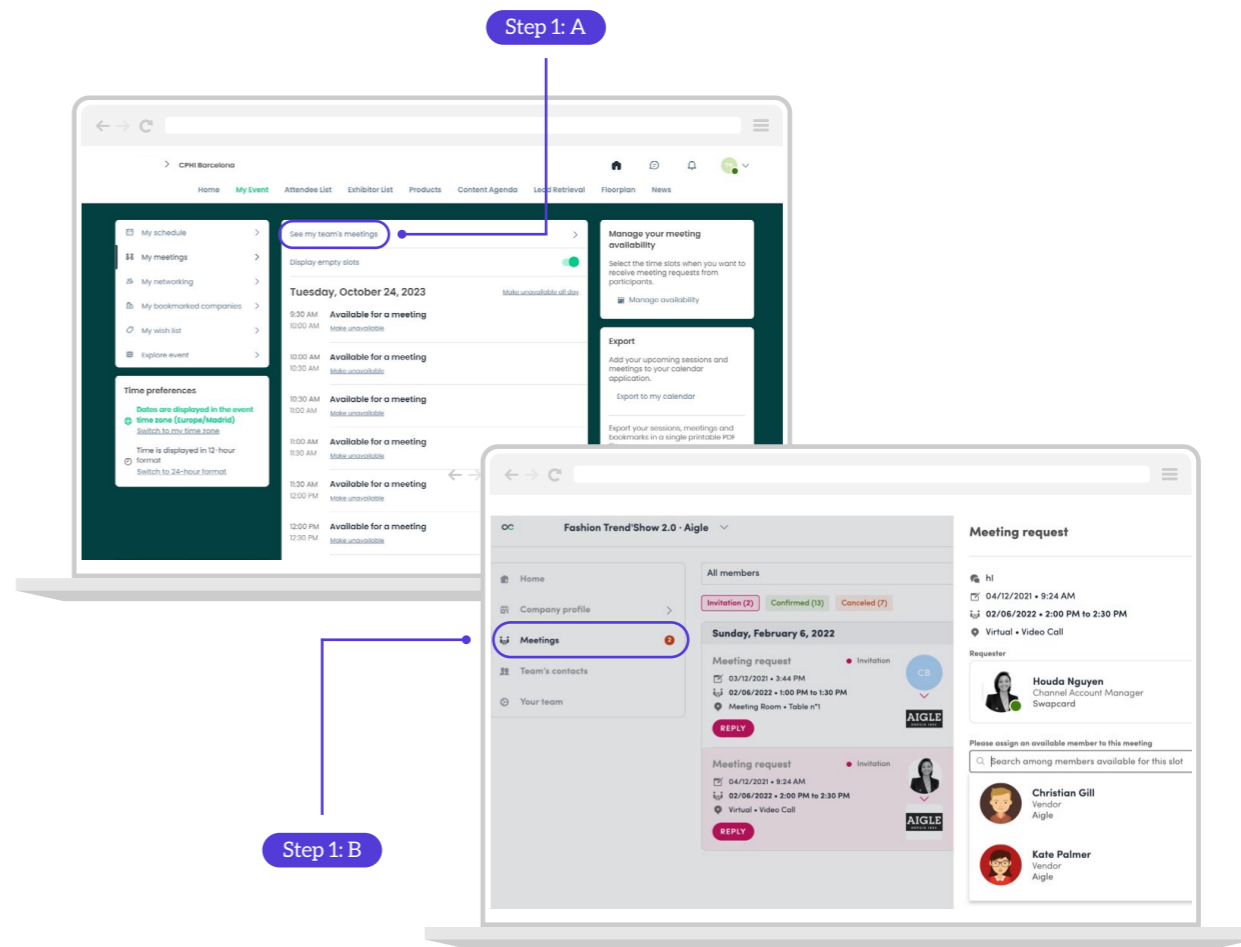 Step 1: A
CPHI Barcelona
Home My Event Attendee List Exhibitor List Products Content Agenda Lead Retrieval Floorplan News
My schedule
My meetings
My networking
My bookmarked companies
My wish list
Explore event
Time preferences
Dates are displayed in the event
time zone (Europe/Madrid)
Switch to my time zone
Time is displayed in 12-hour
format
Switch to 24-hour format
See my team's meetings
Display empty slots
Tuesday, October 24, 2023 Make unavailable all day
9:30 AM Available for a meeting
10:00 AM Make unavailable
10:00 AM Available for a meeting
10:30 AM Make unavailable
10:30 AM Available for a meeting
11:00 AM Make unavailable
11:00 AM Available for a meeting
11:30 AM Make unavailable
11:30 AM Available for a meeting
12:00 PM Make unavailable
12:00 PM Available for a meeting
12:30 PM Make unavailable
Manage your meeting
availability
Select the time slots when you want to
receive meeting requests from
participants.
Manage availability
Export
Add your upcoming sessions and
meetings to your calendar
application.
Export to my calendar
Export your sessions, meetings and
bookmarks in a single printable PDF
Fashion Trend'Show 2.0 · Aigle
Home
Company profile
Meetings 2
Team's contacts
Your team
All members
Invitation (2) Confirmed (13) Canceled (7)
Sunday, February 6, 2022
Meeting request Invitation
03/12/2021 • 3:44 PM
02/06/2022 • 1:00 PM to 1:30 PM
Meeting Room • Table n°1
REPLY
CB
AIGLE
Meeting request Invitation
04/12/2021 • 9:24 AM
02/06/2022 • 2:00 PM to 2:30 PM
Virtual • Video Call
REPLY
AIGLE
Meeting request
hI
04/12/2021 • 9:24 AM
02/06/2022 • 2:00 PM to 2:30 PM
Virtual • Video Call
Requester
Houda Nguyen
Channel Account Manager
Swapcard
Please assign an available member to this meeting
Search among members available for this slot
Christian Gill
Vendor
Aigle
Kate Palmer
Vendor
Aigle
Step 1: B